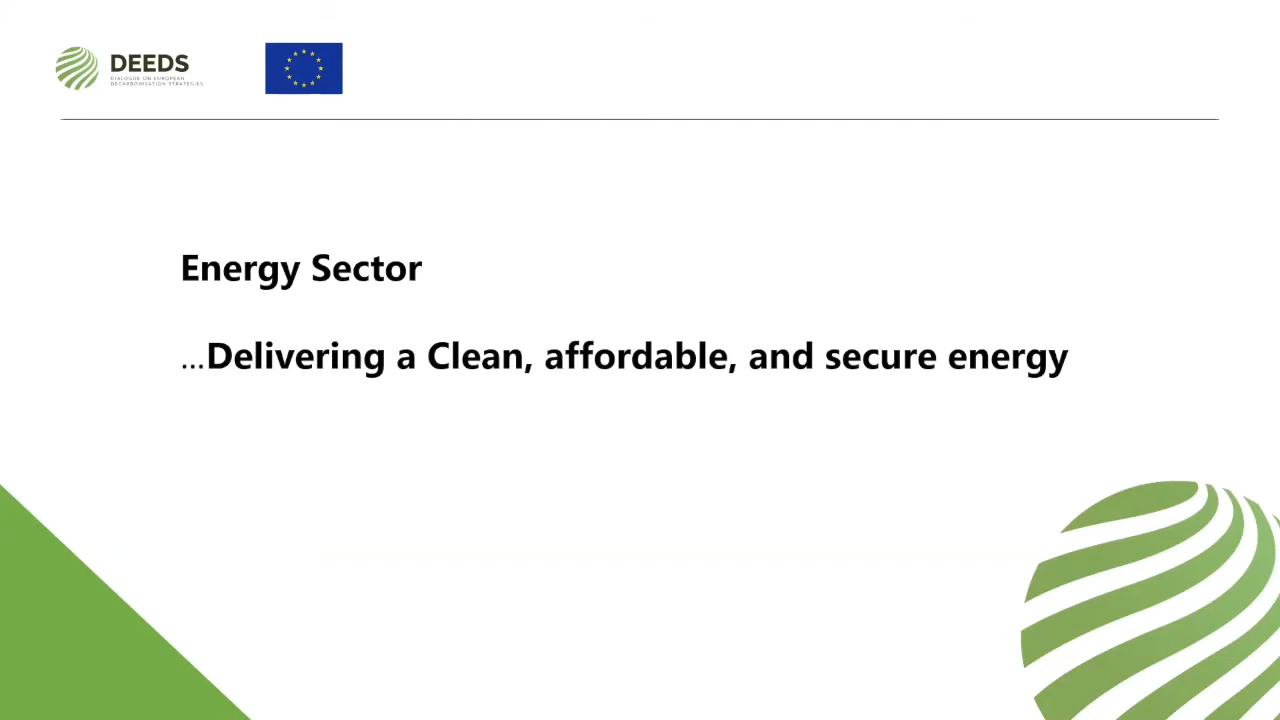 DEEDS
DIALOGUE ON EUROPEAN
DECARBONISATION STRATEGIES
Energy Sector
...Delivering a Clean, affordable, and secure energy